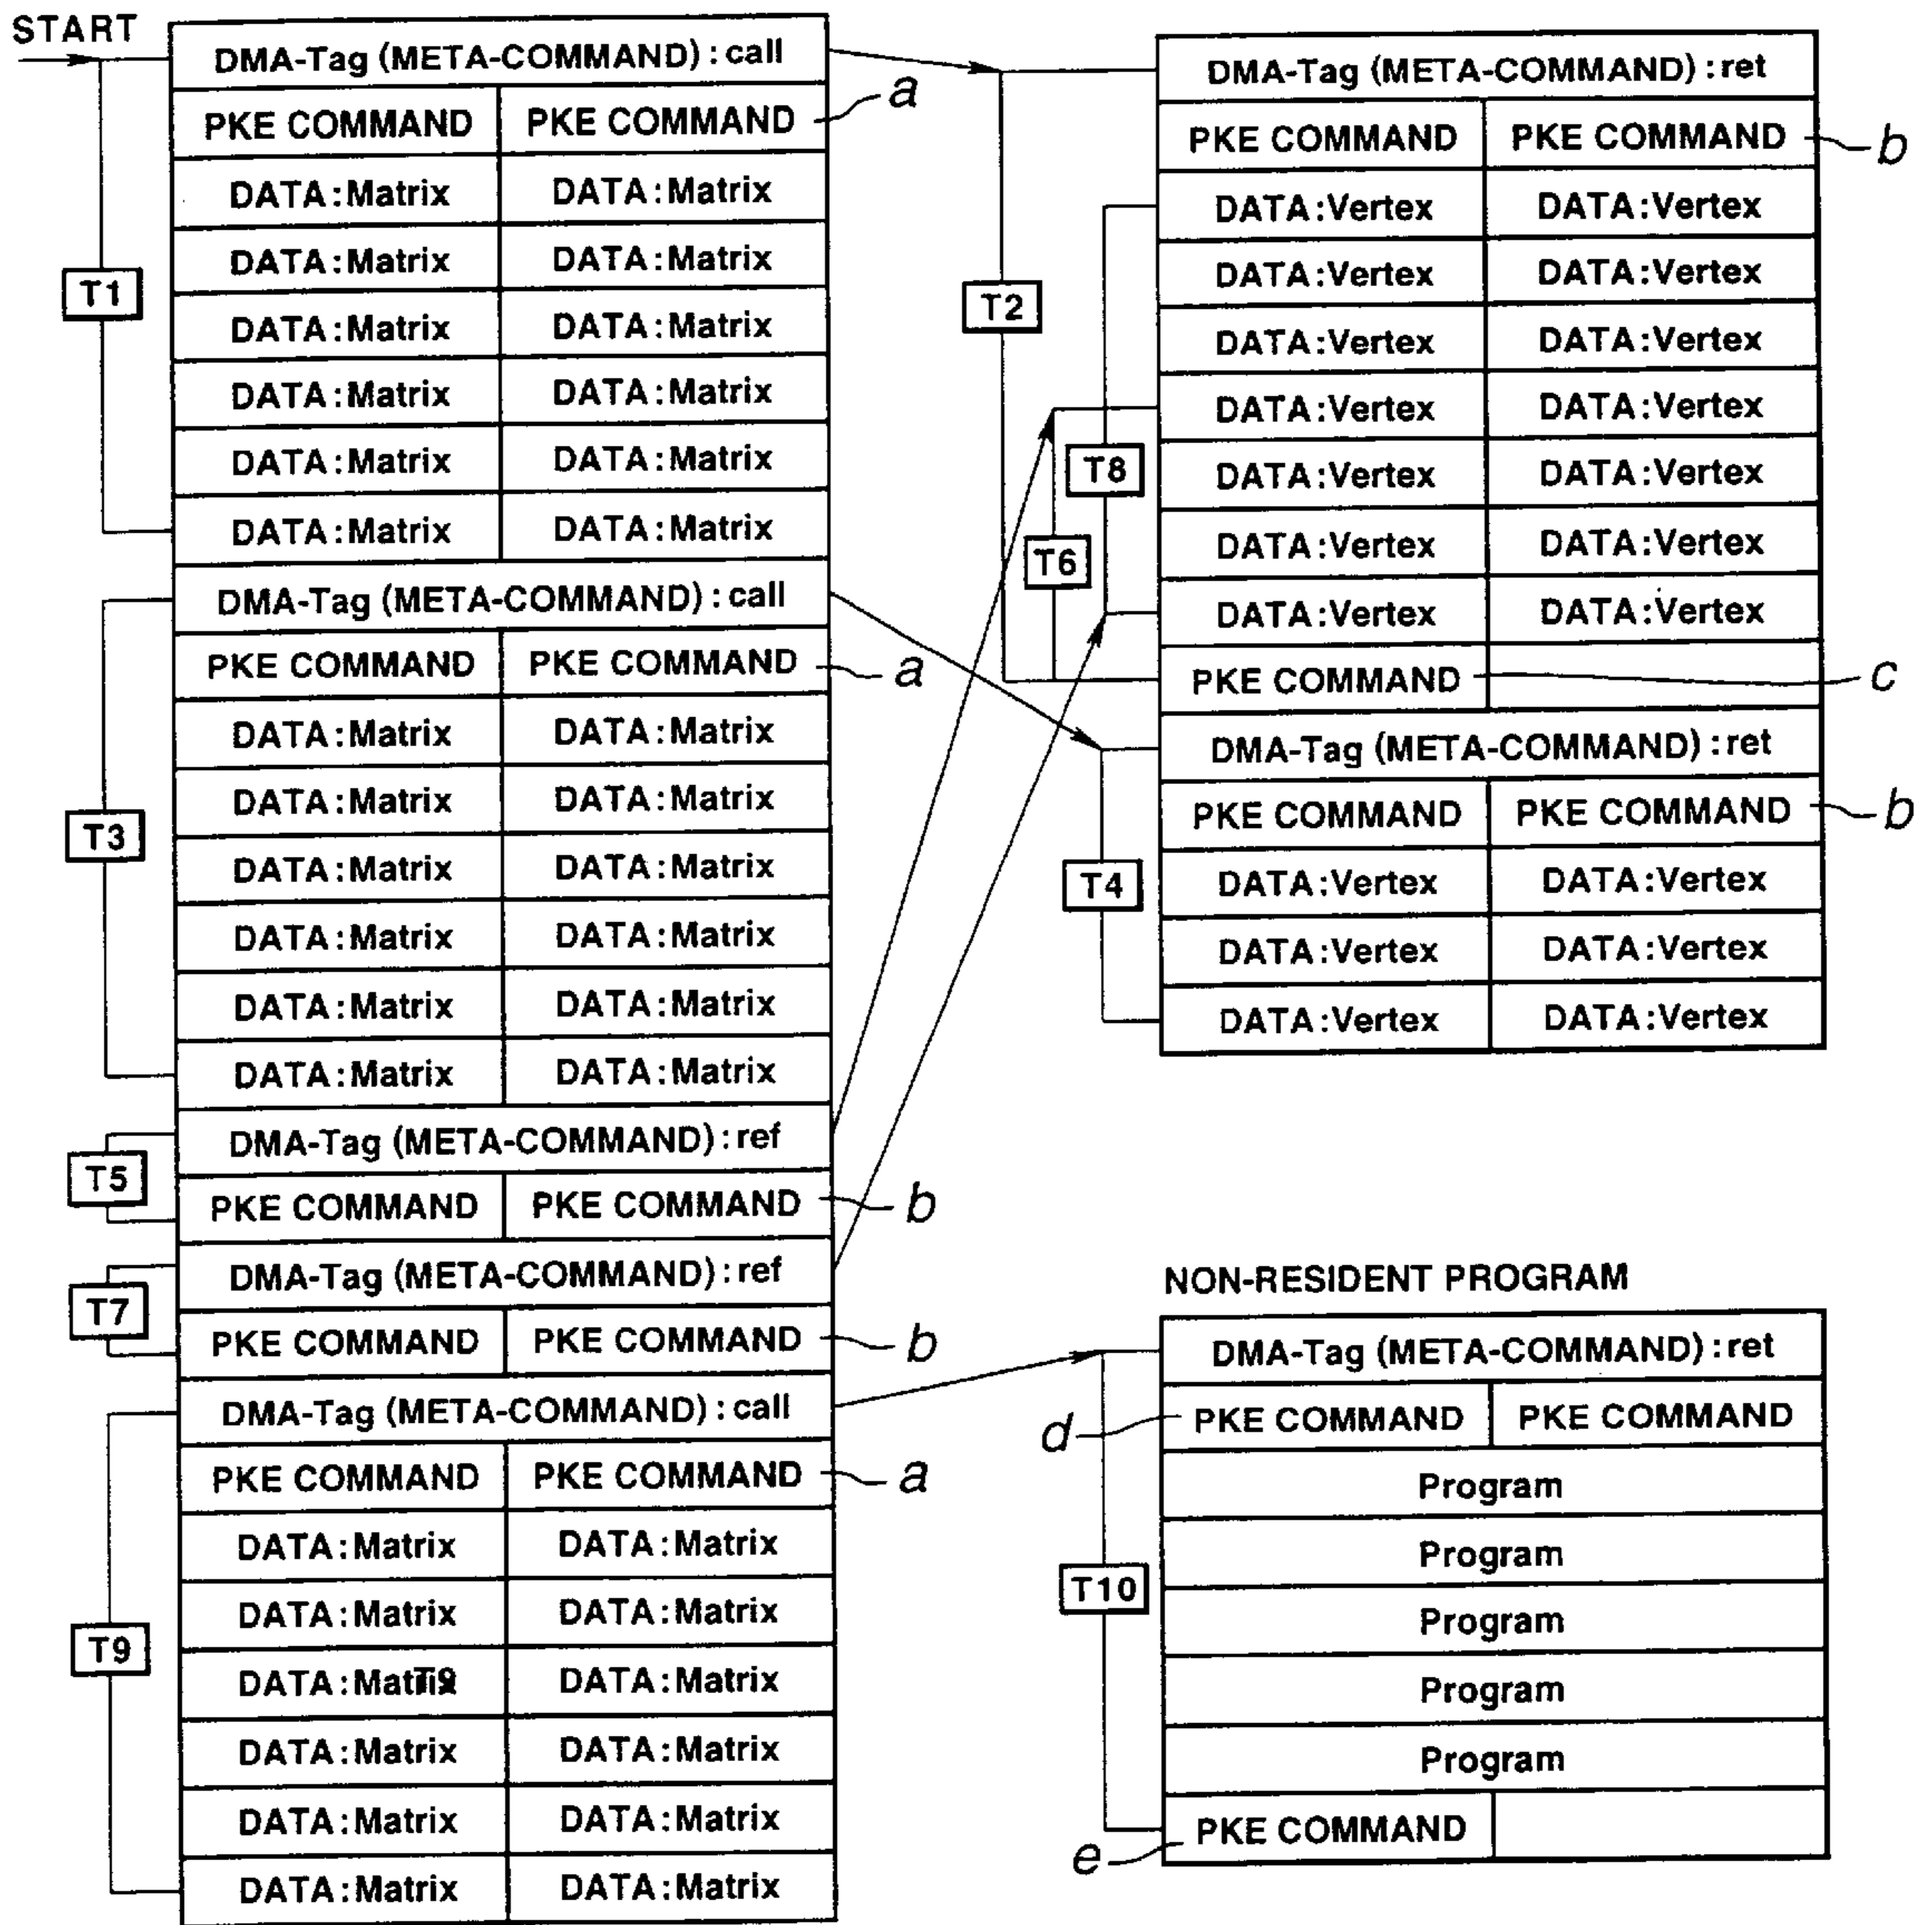 START
DMA-Tag (META-COMMAND) : call
PKE COMMAND PKE COMMAND a
DATA:Matrix DATA:Matrix
DATA:Matrix DATA:Matrix
T1
DATA:Matrix DATA:Matrix
DATA:Matrix DATA:Matrix
DATA:Matrix DATA:Matrix
DATA:Matrix DATA:Matrix
DMA-Tag (META-COMMAND) : call
PKE COMMAND PKE COMMAND a
DATA:Matrix DATA:Matrix
DATA:Matrix DATA:Matrix
T3
DATA:Matrix DATA:Matrix
DATA:Matrix DATA:Matrix
DATA:Matrix DATA:Matrix
DATA:Matrix DATA:Matrix
DMA-Tag (META-COMMAND) : ref
T5
PKE COMMAND PKE COMMAND b
DMA-Tag (META-COMMAND) : ref
T7
PKE COMMAND PKE COMMAND b
DMA-Tag (META-COMMAND) : call
PKE COMMAND PKE COMMAND a
DATA:Matrix DATA:Matrix
DATA:Matrix DATA:Matrix
T9
DATA: DATA:Matrix
DATA:Matrix DATA:Matrix
DATA:Matrix DATA:Matrix
DATA:Matrix DATA:Matrix
DMA-Tag (META-COMMAND) : ret
PKE COMMAND PKE COMMAND b
DATA:Vertex DATA:Vertex
DATA:Vertex DATA:Vertex
T2
DATA:Vertex DATA:Vertex
DATA:Vertex DATA:Vertex
T8
DATA:Vertex DATA:Vertex
T6
DATA:Vertex DATA:Vertex
DATA:Vertex DATA:Vertex
PKE COMMAND c
DMA-Tag (META-COMMAND) : ret
PKE COMMAND PKE COMMAND b
T4
DATA:Vertex DATA:Vertex
DATA:Vertex DATA:Vertex
DATA:Vertex DATA:Vertex
NON-RESIDENT PROGRAM
DMA-Tag (META-COMMAND) : ret
d PKE COMMAND PKE COMMAND
Program
Program
T10
Program
Program
Program
e PKE COMMAND